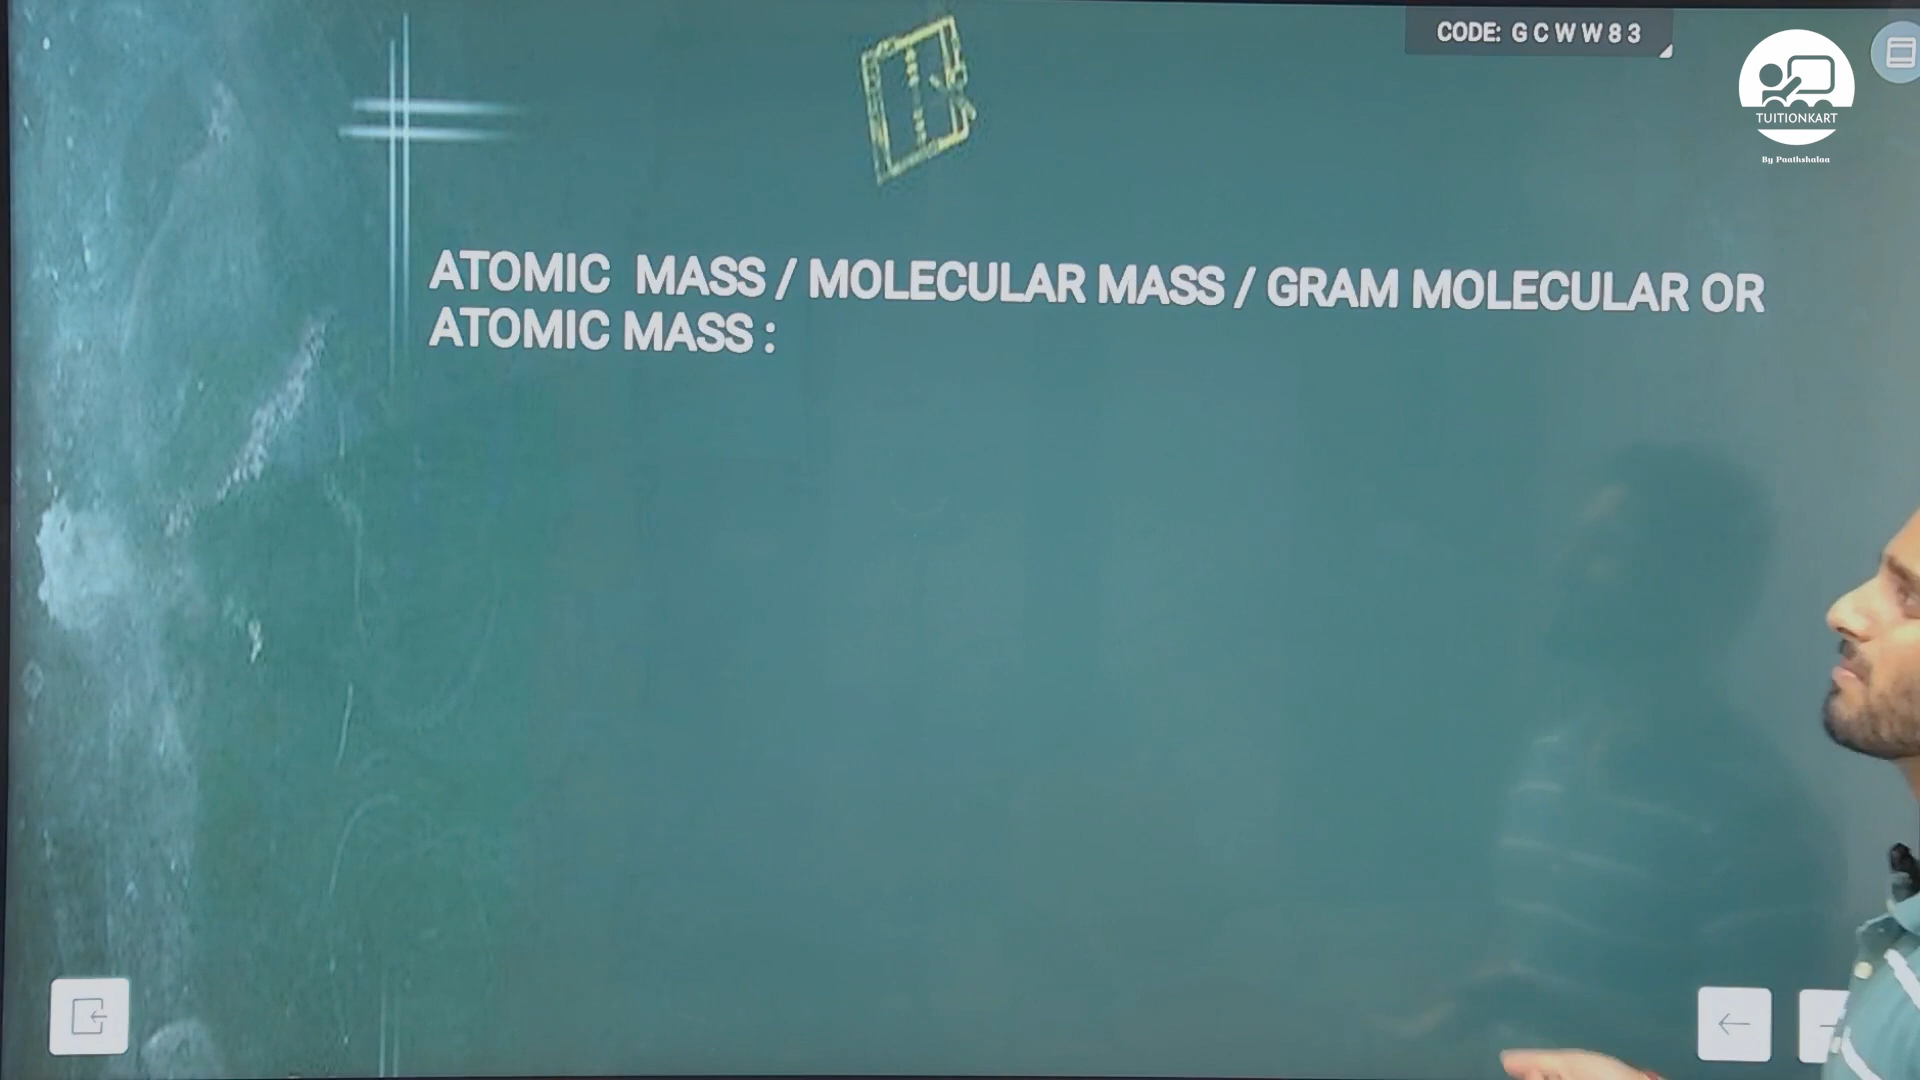 CODE: G C W W 8 3
TUITIONKART
By Paathshalaa
ATOMIC MASS / MOLECULAR MASS / GRAM MOLECULAR OR
ATOMIC MASS :